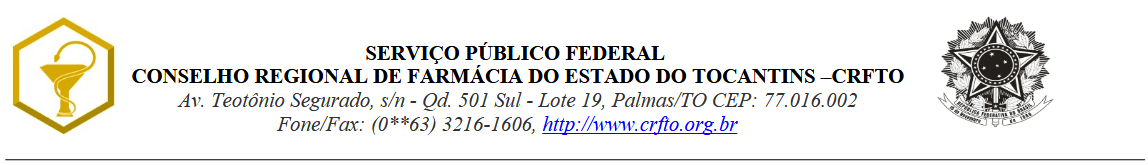 SERVIÇO PÚBLICO FEDERAL
CONSELHO REGIONAL DE FARMÁCIA DO ESTADO DO TOCANTINS –CRFTO
Av. Teotônio Segurado, s/n - Qd. 501 Sul - Lote 19, Palmas/TO CEP: 77.016.002
Fone/Fax: (0**63) 3216-1606, http://www.crfto.org.br